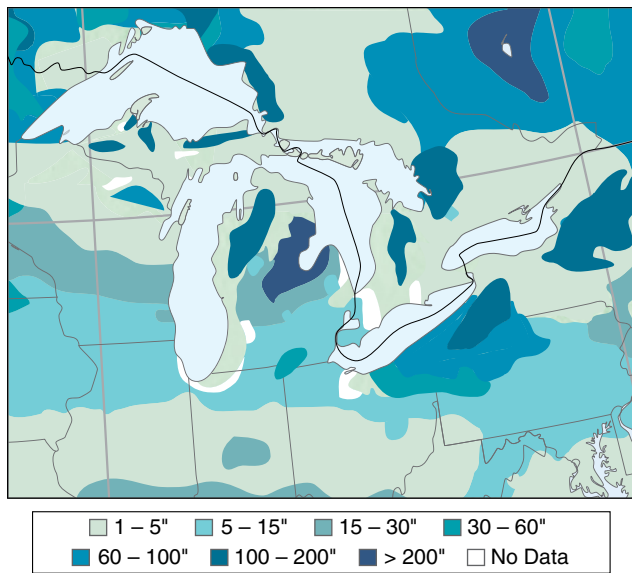 1 – 5" 5 – 15" 15 – 30" 30 – 60"
60 – 100" 100 – 200" > 200" No Data